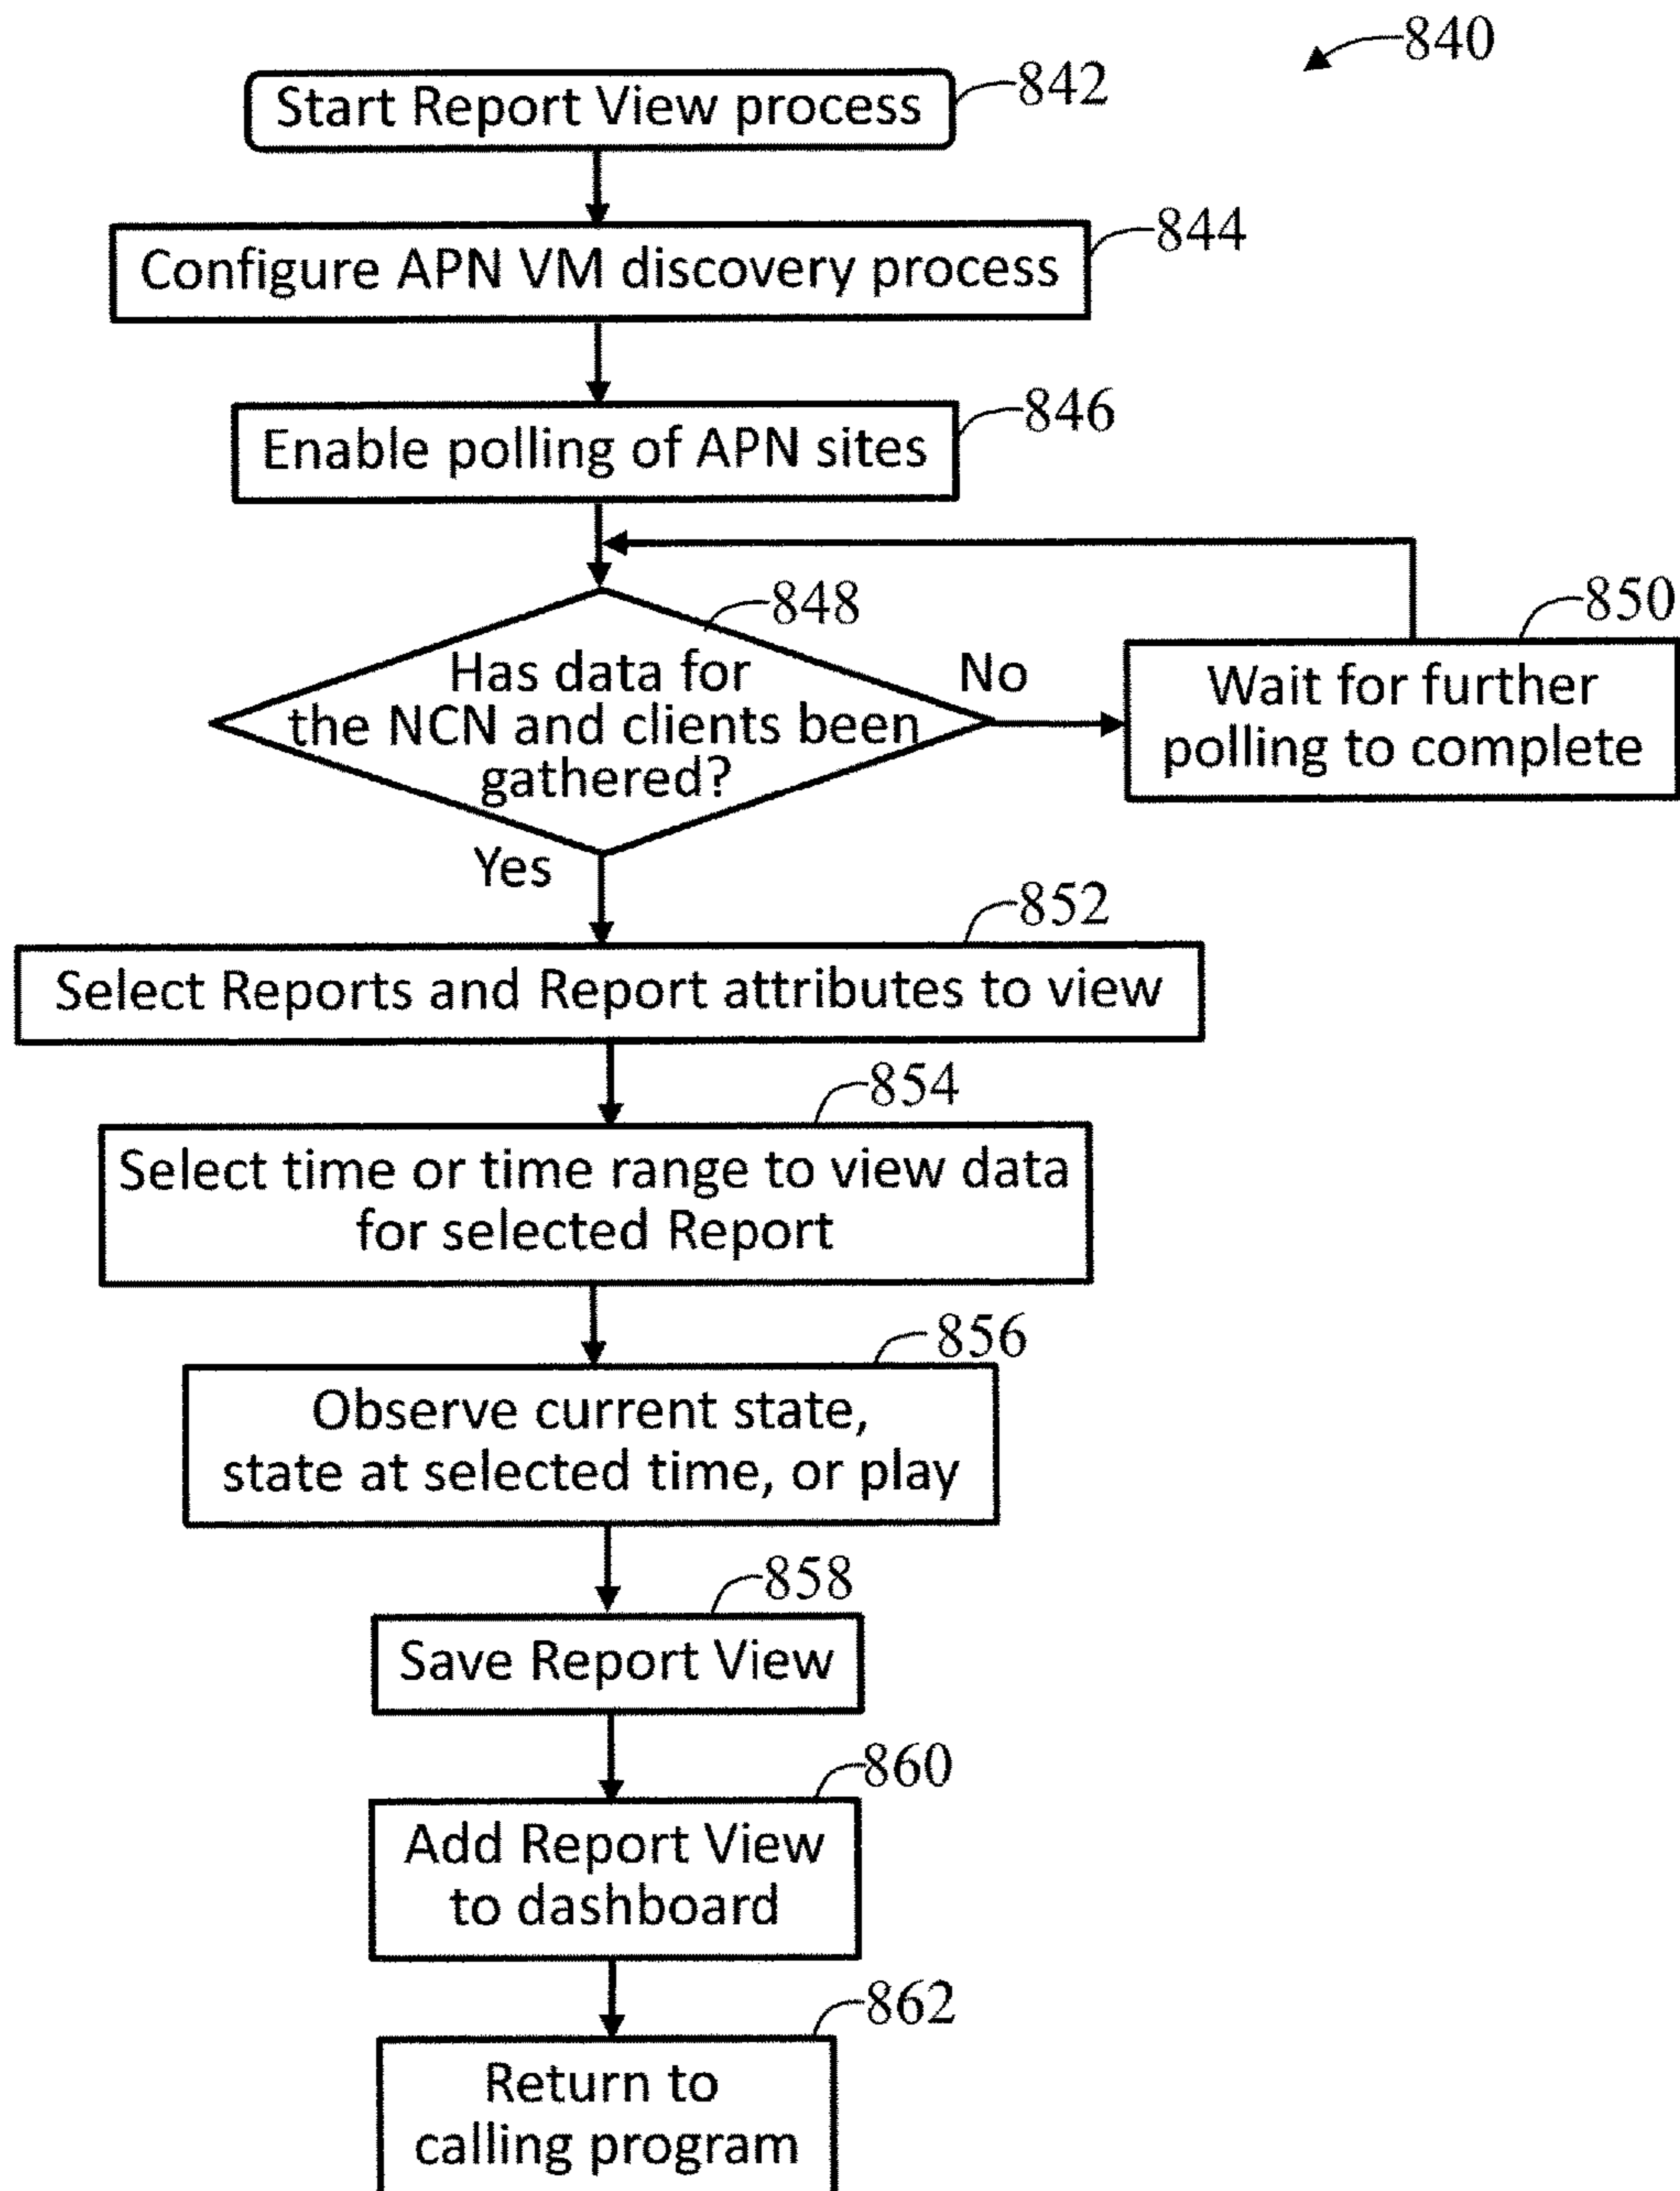 840
Start Report View process
842
Configure APN VM discovery process
844
Enable polling of APN sites
846
848
Has data for
the NCN and clients been
gathered?
No
Yes
850
Wait for further
polling to complete
852
Select Reports and Report attributes to view
854
Select time or time range to view data
for selected Report
856
Observe current state,
state at selected time, or play
858
Save Report View
860
Add Report View
to dashboard
862
Return to
calling program